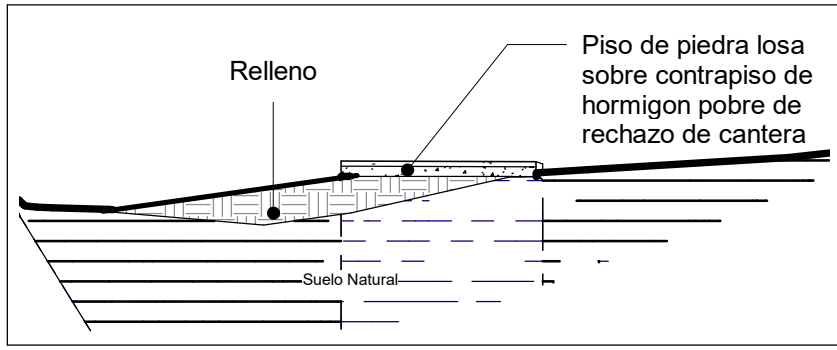 Relleno
Piso de piedra losa
sobre contrapiso de
hormigon pobre de
rechazo de cantera
Suelo Natural